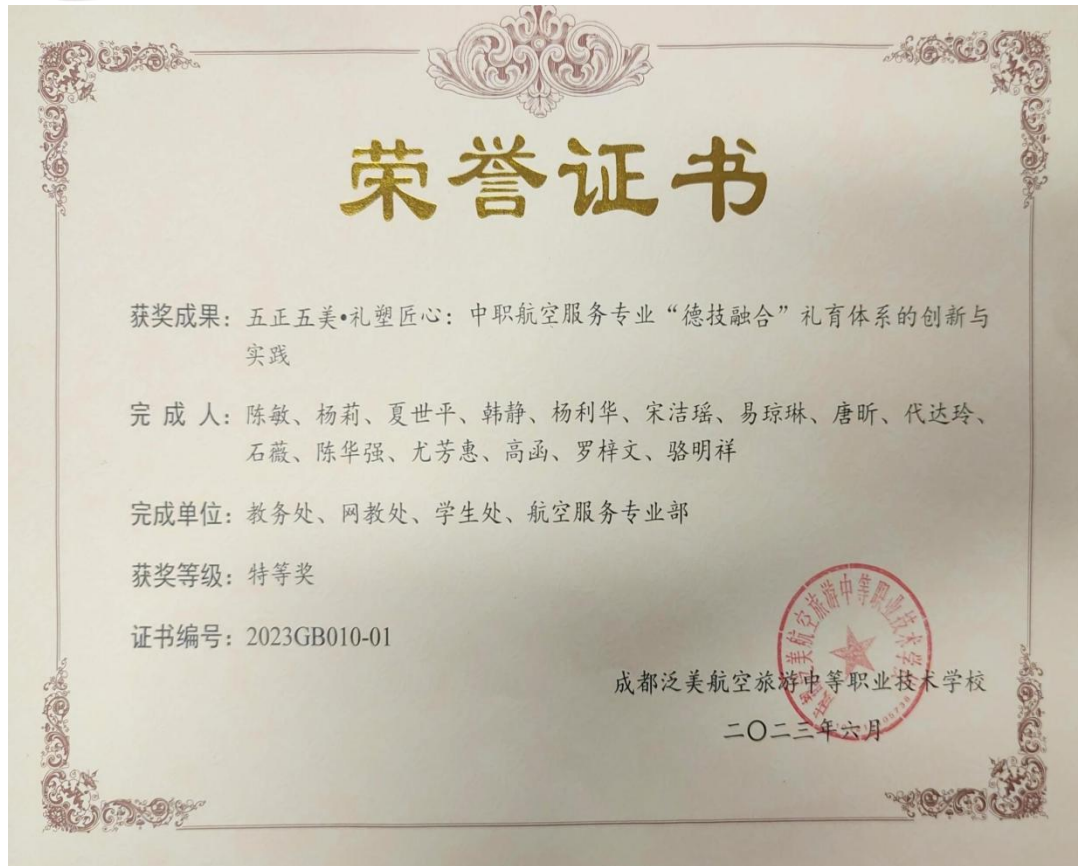 荣誉证书
获奖成果：五正五美•礼塑匠心：中职航空服务专业“德技融合”礼育体系的创新与
实践
完成人：陈敏、杨莉、夏世平、韩静、杨利华、宋洁瑶、易琼琳、唐昕、代达玲、
石薇、陈华强、尤芳惠、高函、罗梓文、骆明祥
完成单位：教务处、网教处、学生处、航空服务专业部
获奖等级：特等奖
证书编号：2023GB010-01
成都泛美航空旅游中等职业技术学校
二〇二三年六月